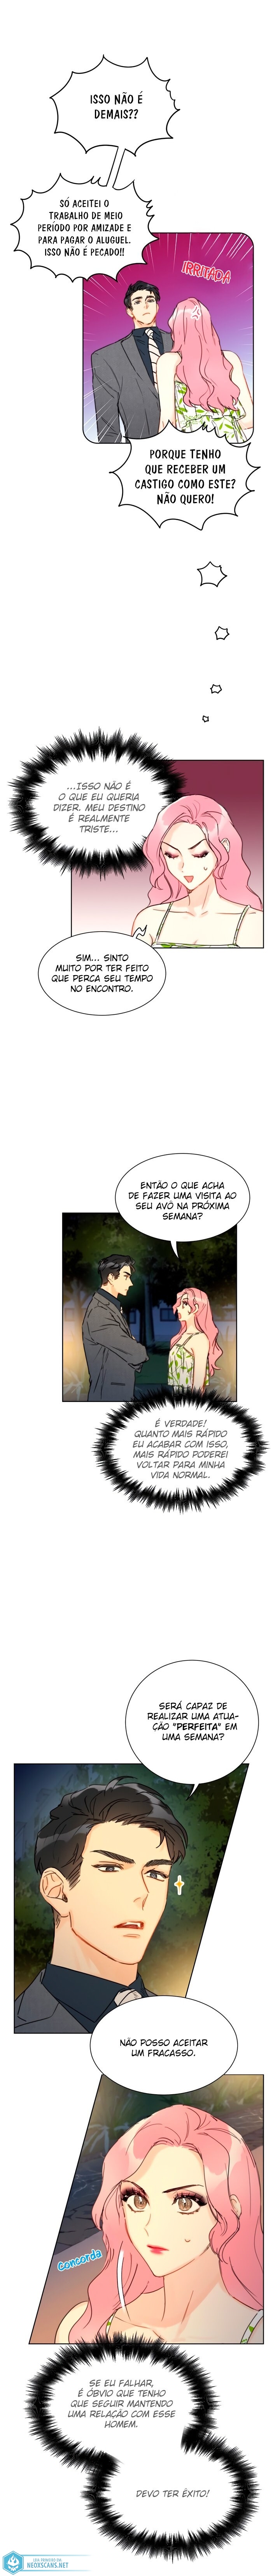 ISSO NÃO É
DEMAIS??
SÓ ACEITEI O
TRABALHO DE MEIO
PERÍODO POR AMIZADE E
PARA PAGAR O ALUGUEL.
ISSO NÃO É PECADO!!
IRRITADA
PORQUE TENHO
QUE RECEBER UM
CASTIGO COMO ESTE?
NÃO QUERO!
...ISSO NÃO É
O QUE EU QUERIA
DIZER. MEU DESTINO
É REALMENTE
TRISTE...
SIM... SINTO
MUITO POR TER FEITO
QUE PERCA SEU TEMPO
NO ENCONTRO.
ENTÃO O QUE ACHA
DE FAZER UMA VISITA AO
SEU AVÔ NA PRÓXIMA
SEMANA?
É VERDADE!
QUANTO MAIS RÁPIDO
EU ACABAR COM ISSO,
MAIS RÁPIDO PODEREI
VOLTAR PARA MINHA
VIDA NORMAL.
SERÁ CAPAZ DE
REALIZAR UMA ATUA-
ÇÃO "PERFEITA" EM
UMA SEMANA?
NÃO POSSO ACEITAR
UM FRACASSO.
concorda
SE EU FALHAR,
É ÓBVIO QUE TENHO
QUE SEGUIR MANTENDO
UMA RELAÇÃO COM ESSE
HOMEM.
DEVO TER ÊXITO!
LEIA PRIMEIRO EM
NEOXSCANS.NET